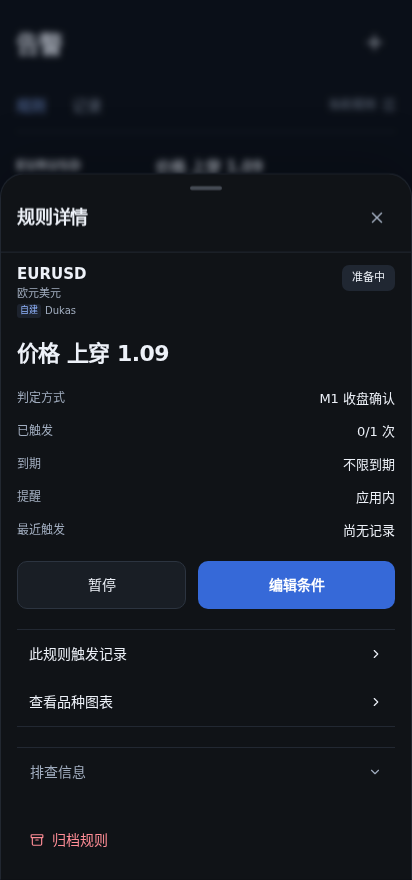 告警
规则 记录
EURUSD 价格 上穿 1.09
规则详情
EURUSD
准备中
欧元美元
自建 Dukas
价格 上穿 1.09
判定方式 M1 收盘确认
已触发 0/1 次
到期 不限到期
提醒 应用内
最近触发 尚无记录
暂停 编辑条件
此规则触发记录
查看品种图表
排查信息
归档规则